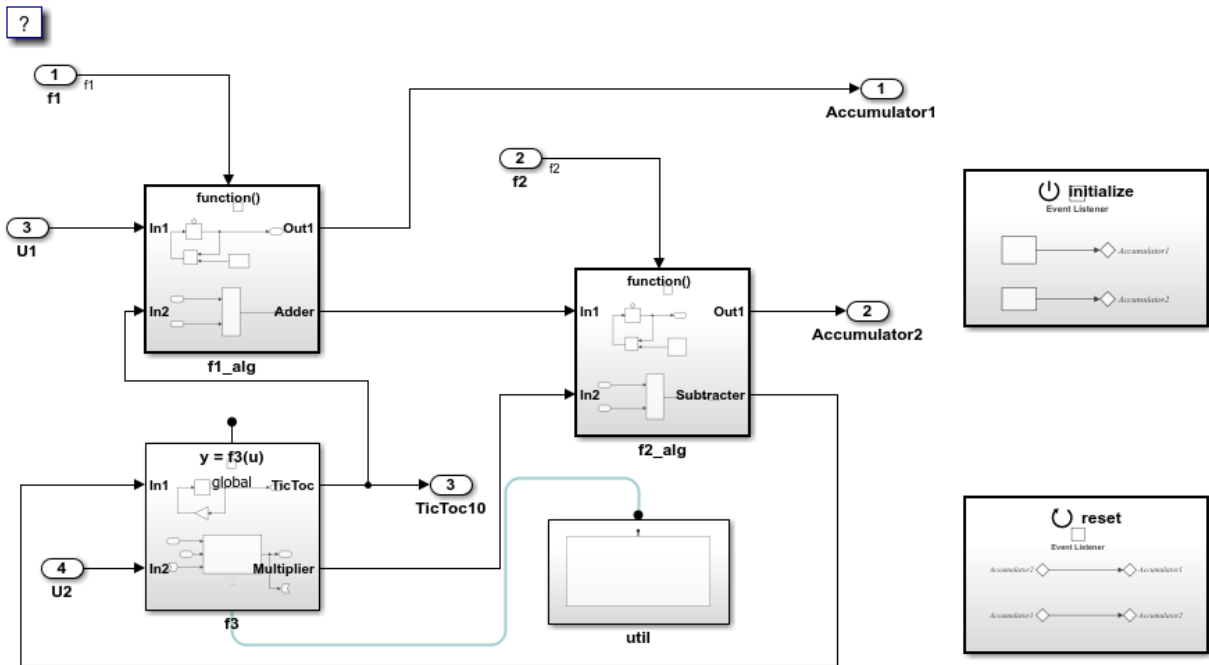 ?
1
f1
f1
1
Accumulator1
2
f2
f2
function()
In1
Out1
In2
Adder
f1_alg
3
U1
function()
In1
Out1
In2
Subtracter
f2_alg
2
Accumulator2
initialize
Event Listener
Accumulator1
Accumulator2
y = f3(u)
global
In1
TicToc
In2
Multiplier
f3
3
TicToc10
4
U2
util
reset
Event Listener
Accumulator2
Accumulator1
Accumulator1
Accumulator2